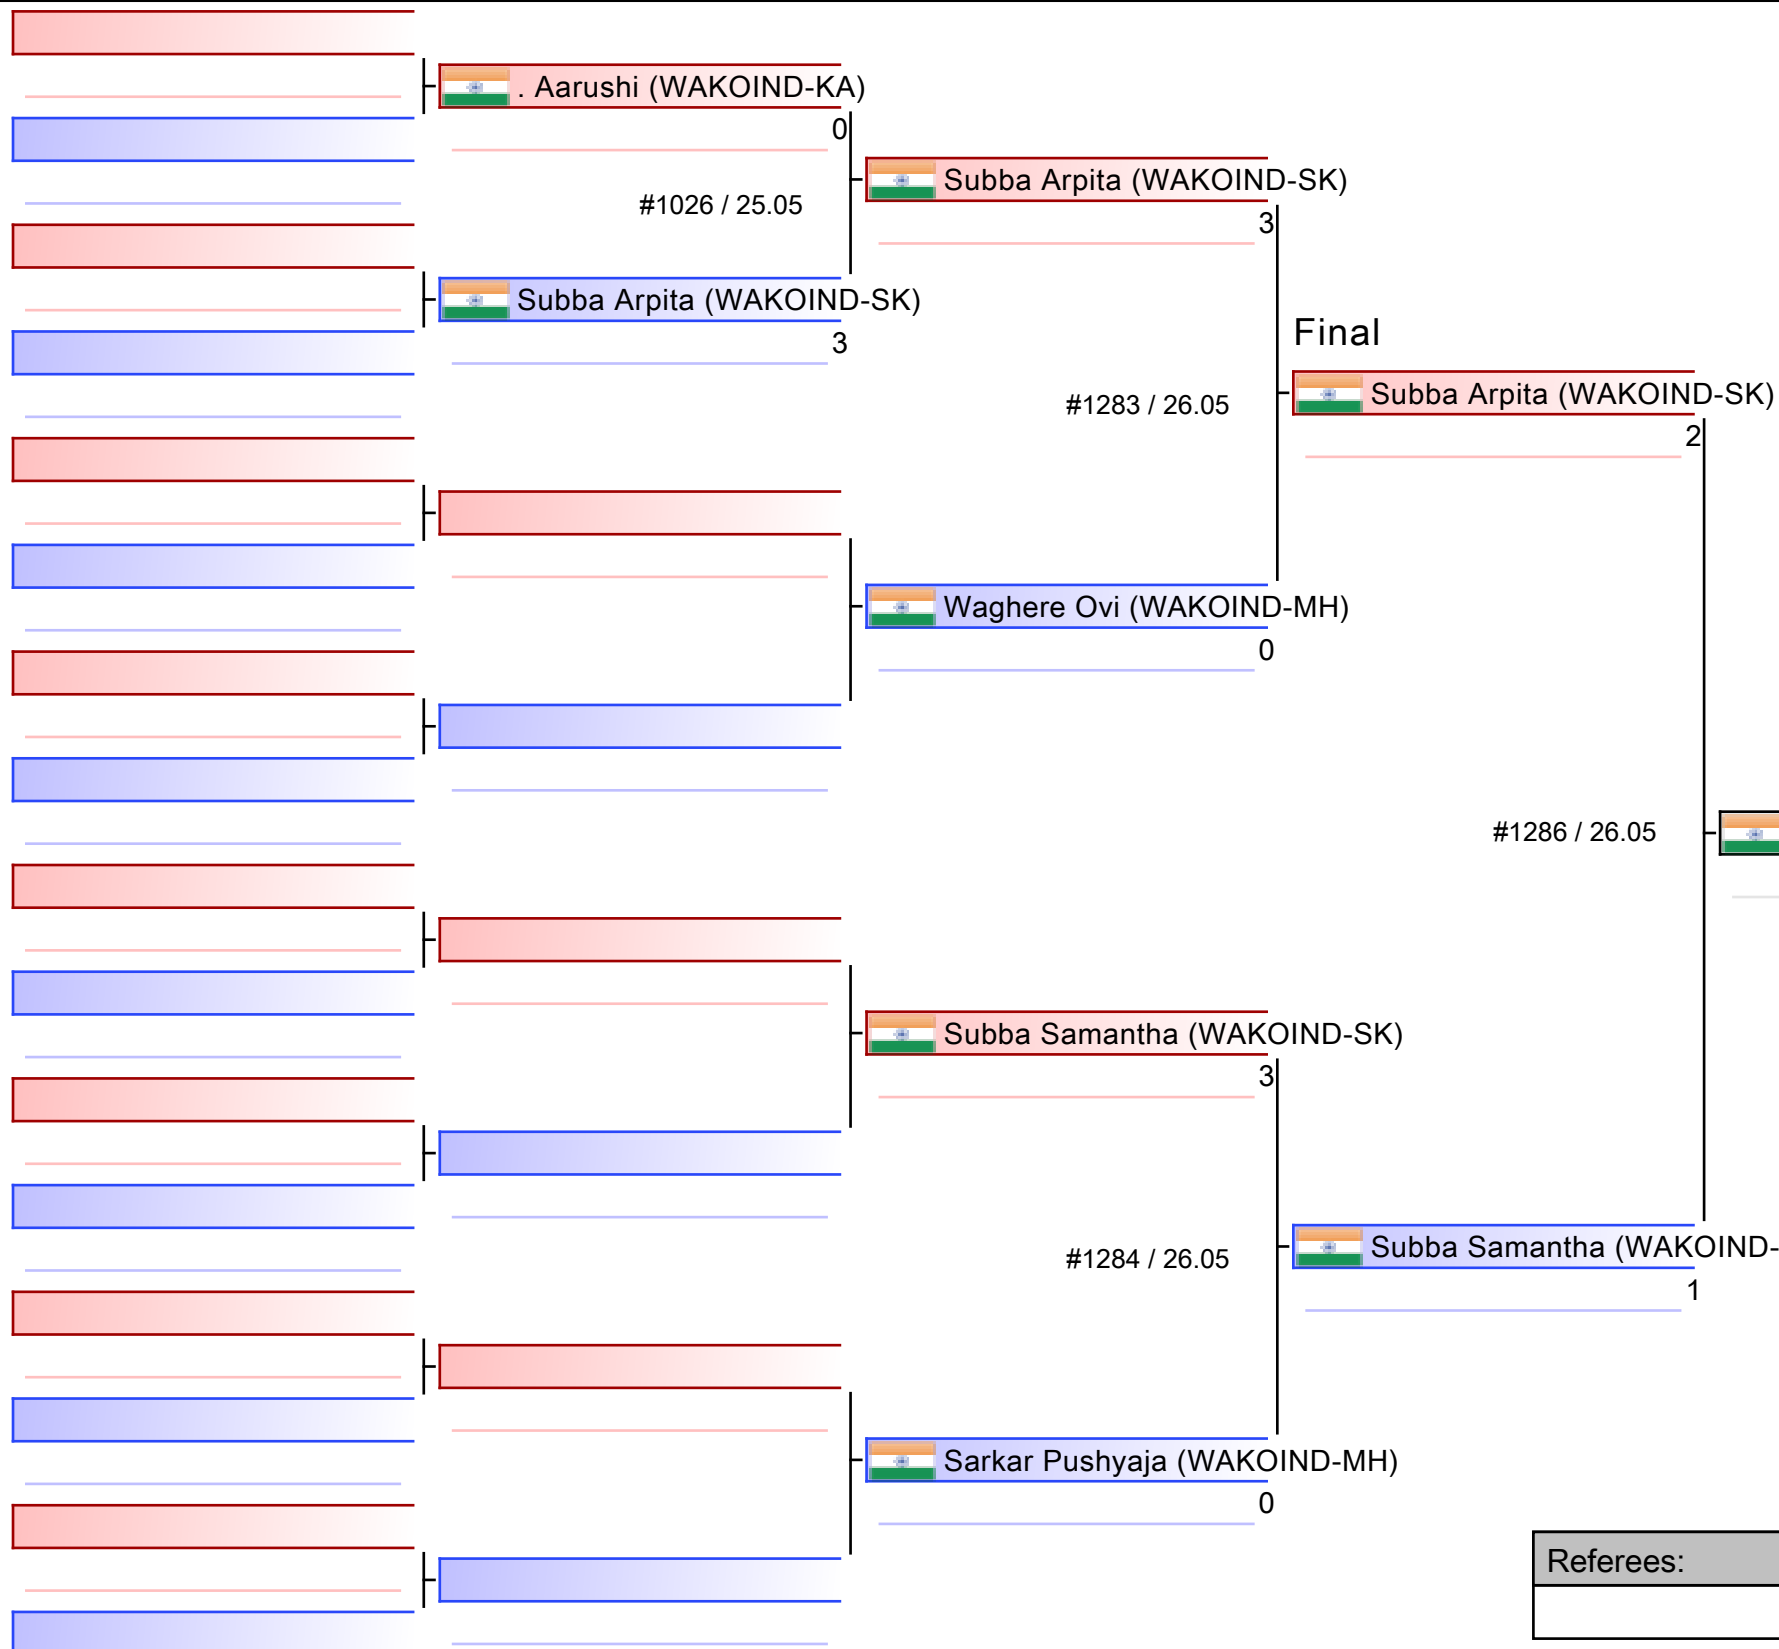 . Aarushi (WAKOIND-KA)
0
#1026 / 25.05
Subba Arpita (WAKOIND-SK)
3
Subba Arpita (WAKOIND-SK)
3
#1283 / 26.05
Waghere Ovi (WAKOIND-MH)
0
Final
Subba Arpita (WAKOIND-SK)
2
#1286 / 26.05
Subba Samantha (WAKOIND-SK)
3
#1284 / 26.05
Sarkar Pushyaja (WAKOIND-MH)
0
Subba Samantha (WAKOIND-
1
Referees: